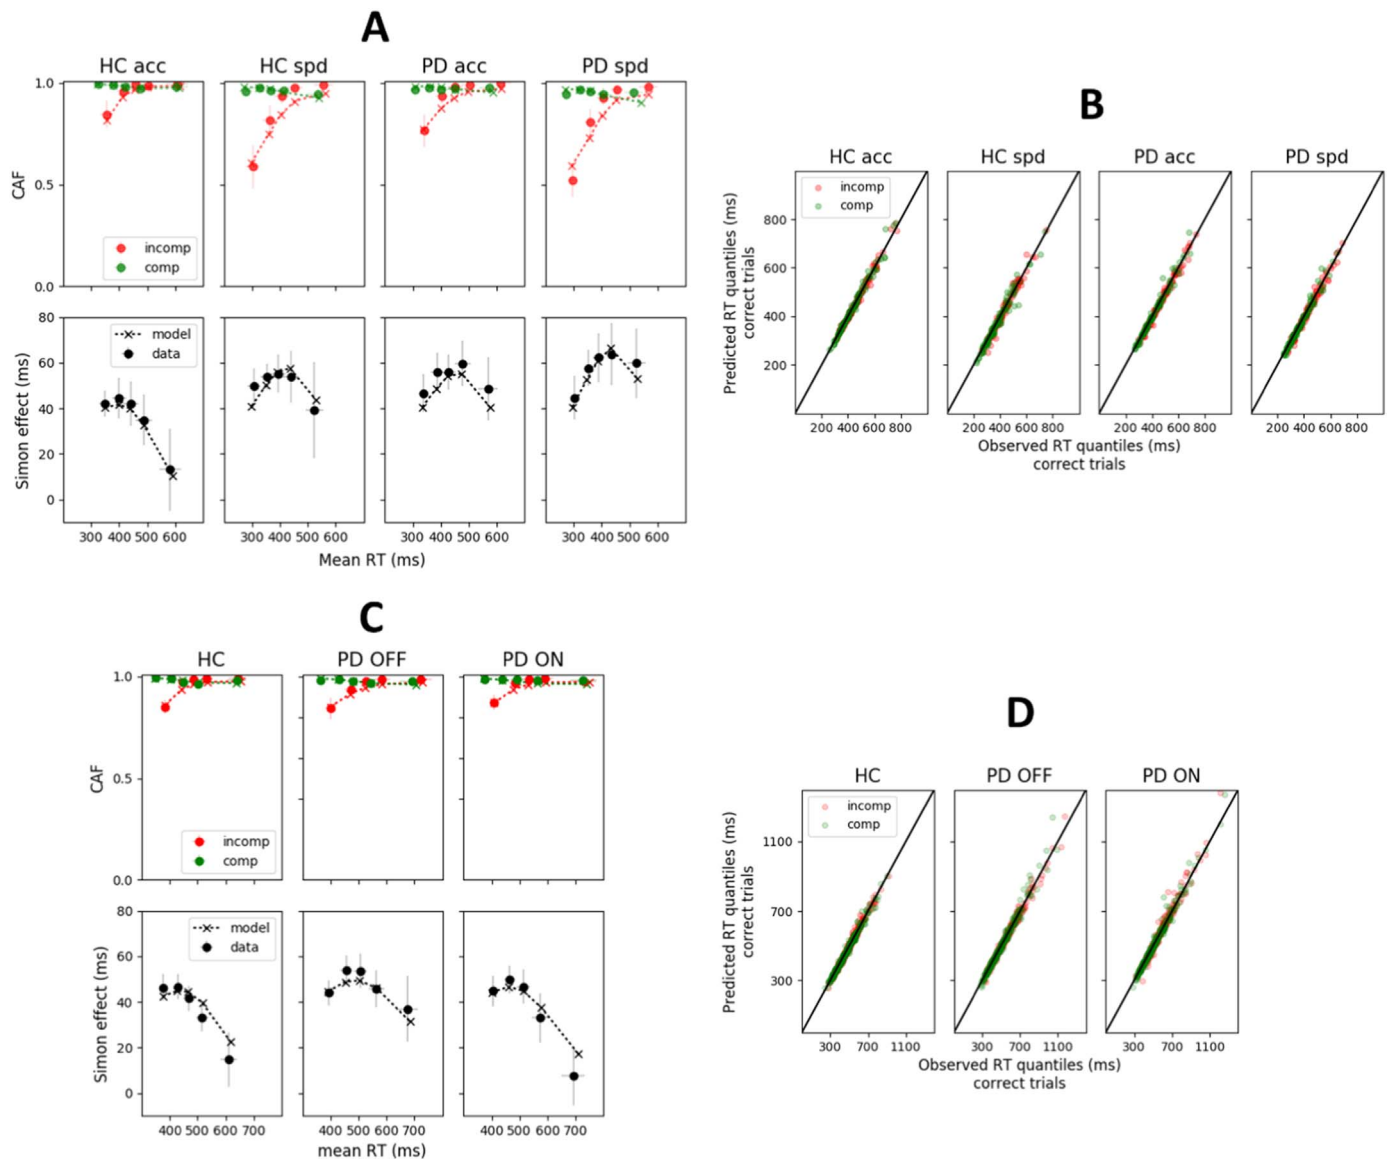 A
HC acc
HC spd
PD acc
PD spd
1.0
0.5
0.0
CAF
incomp
comp
80
60
40
20
0
Simon effect (ms)
model
data
300 400 500 600
300 400 500 600
300 400 500 600
300 400 500 600
Mean RT (ms)
B
HC acc
HC spd
PD acc
PD spd
incomp
comp
800
600
400
200
Predicted RT quantiles (ms)
correct trials
200 400 600 800
200 400 600 800
200 400 600 800
200 400 600 800
Observed RT quantiles (ms)
correct trials
C
HC
PD OFF
PD ON
1.0
0.5
0.0
CAF
incomp
comp
80
60
40
20
0
Simon effect (ms)
model
data
400 500 600 700
400 500 600 700
400 500 600 700
mean RT (ms)
D
HC
PD OFF
PD ON
incomp
comp
1100
700
300
Predicted RT quantiles (ms)
correct trials
300 700 1100
300 700 1100
300 700 1100
Observed RT quantiles (ms)
correct trials